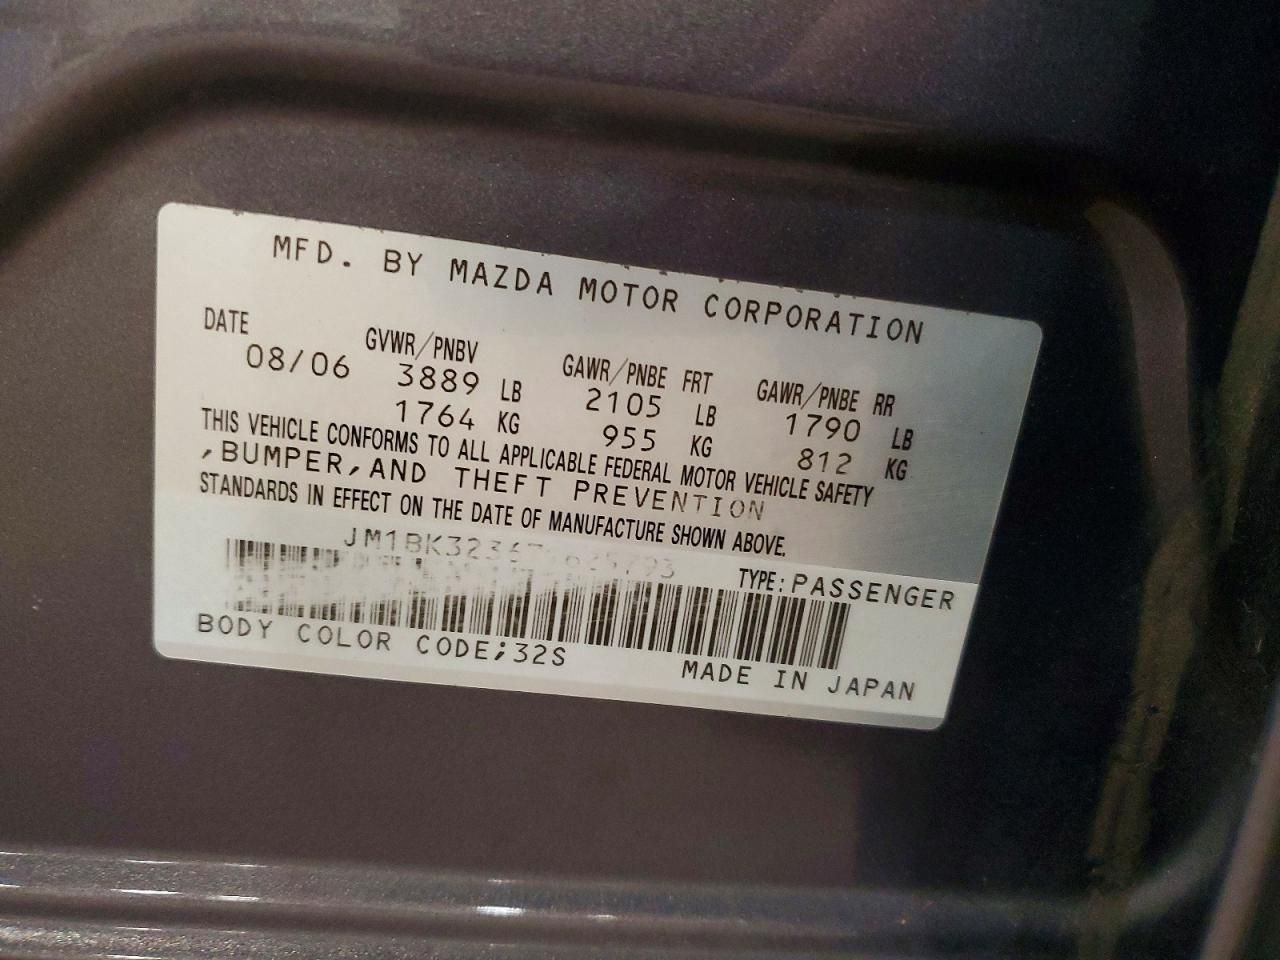 MFD. BY MAZDA MOTOR CORPORATION
DATE GVWR/PNBV GAWR/PNBE FRT GAWR/PNBE RR
08/06 3889 LB 2105 LB 1790 LB
1764 KG 955 KG 812 KG
THIS VEHICLE CONFORMS TO ALL APPLICABLE FEDERAL MOTOR VEHICLE SAFETY
,BUMPER,AND THEFT PREVENTION
STANDARDS IN EFFECT ON THE DATE OF MANUFACTURE SHOWN ABOVE.
TYPE:PASSENGER
BODY COLOR CODE;32S
MADE IN JAPAN